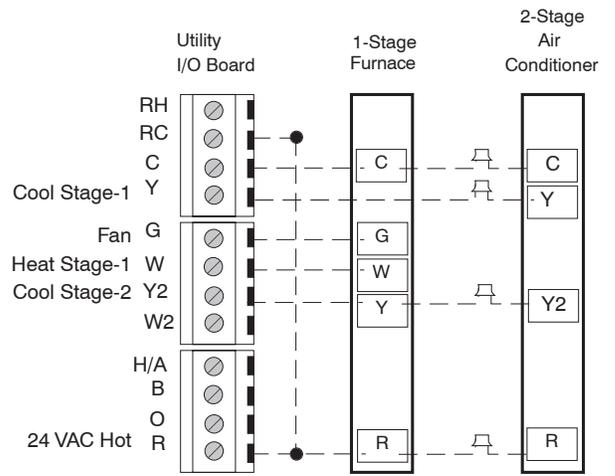 Utility
I/O Board
1-Stage
Furnace
2-Stage
Air
Conditioner
RH
RC
C C C
Cool Stage-1 Y Y
Fan G G
Heat Stage-1 W W
Cool Stage-2 Y2 Y Y2
W2
H/A
B
O
24 VAC Hot R R R